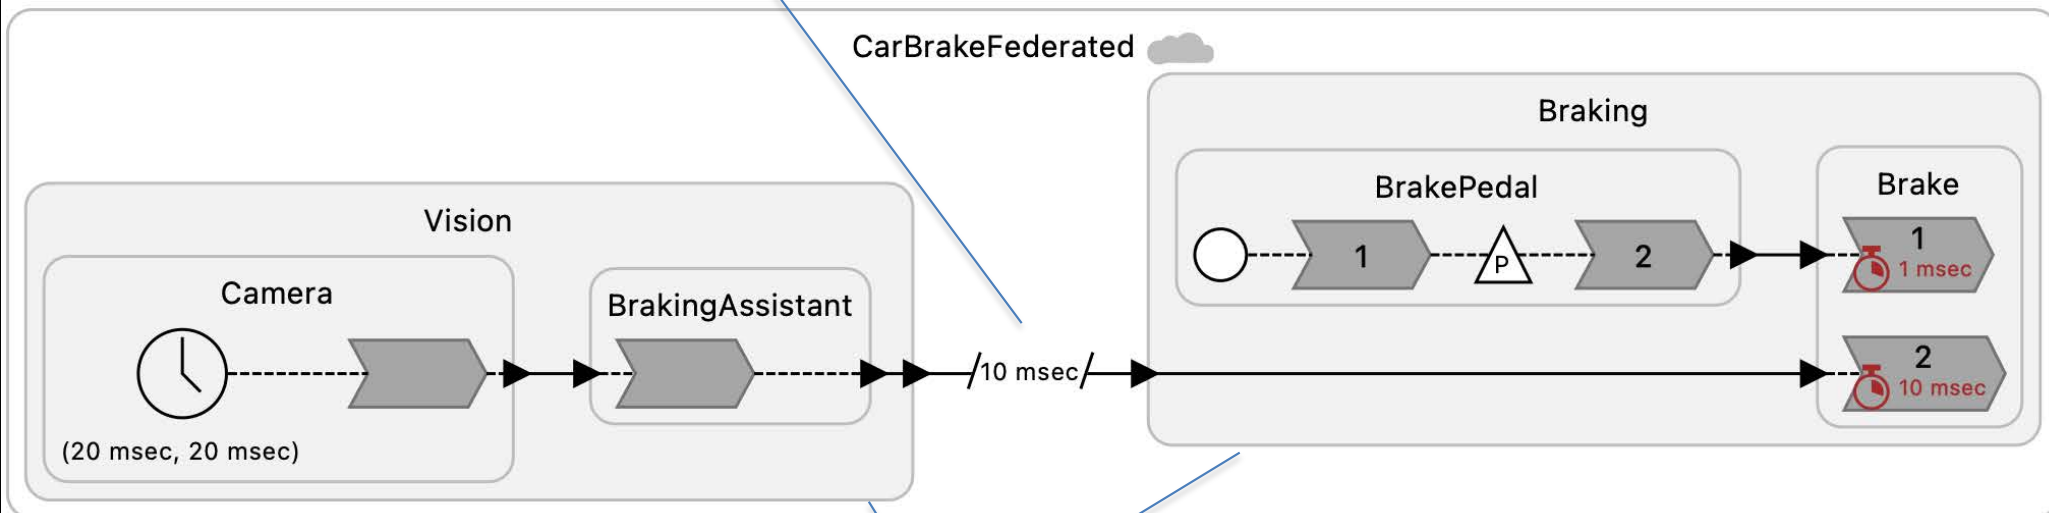 CarBrakeFederated
Braking
BrakePedal
1
P
2
Brake
1
1 msec
2
10 msec
Vision
Camera
(20 msec, 20 msec)
BrakingAssistant
/10 msec/